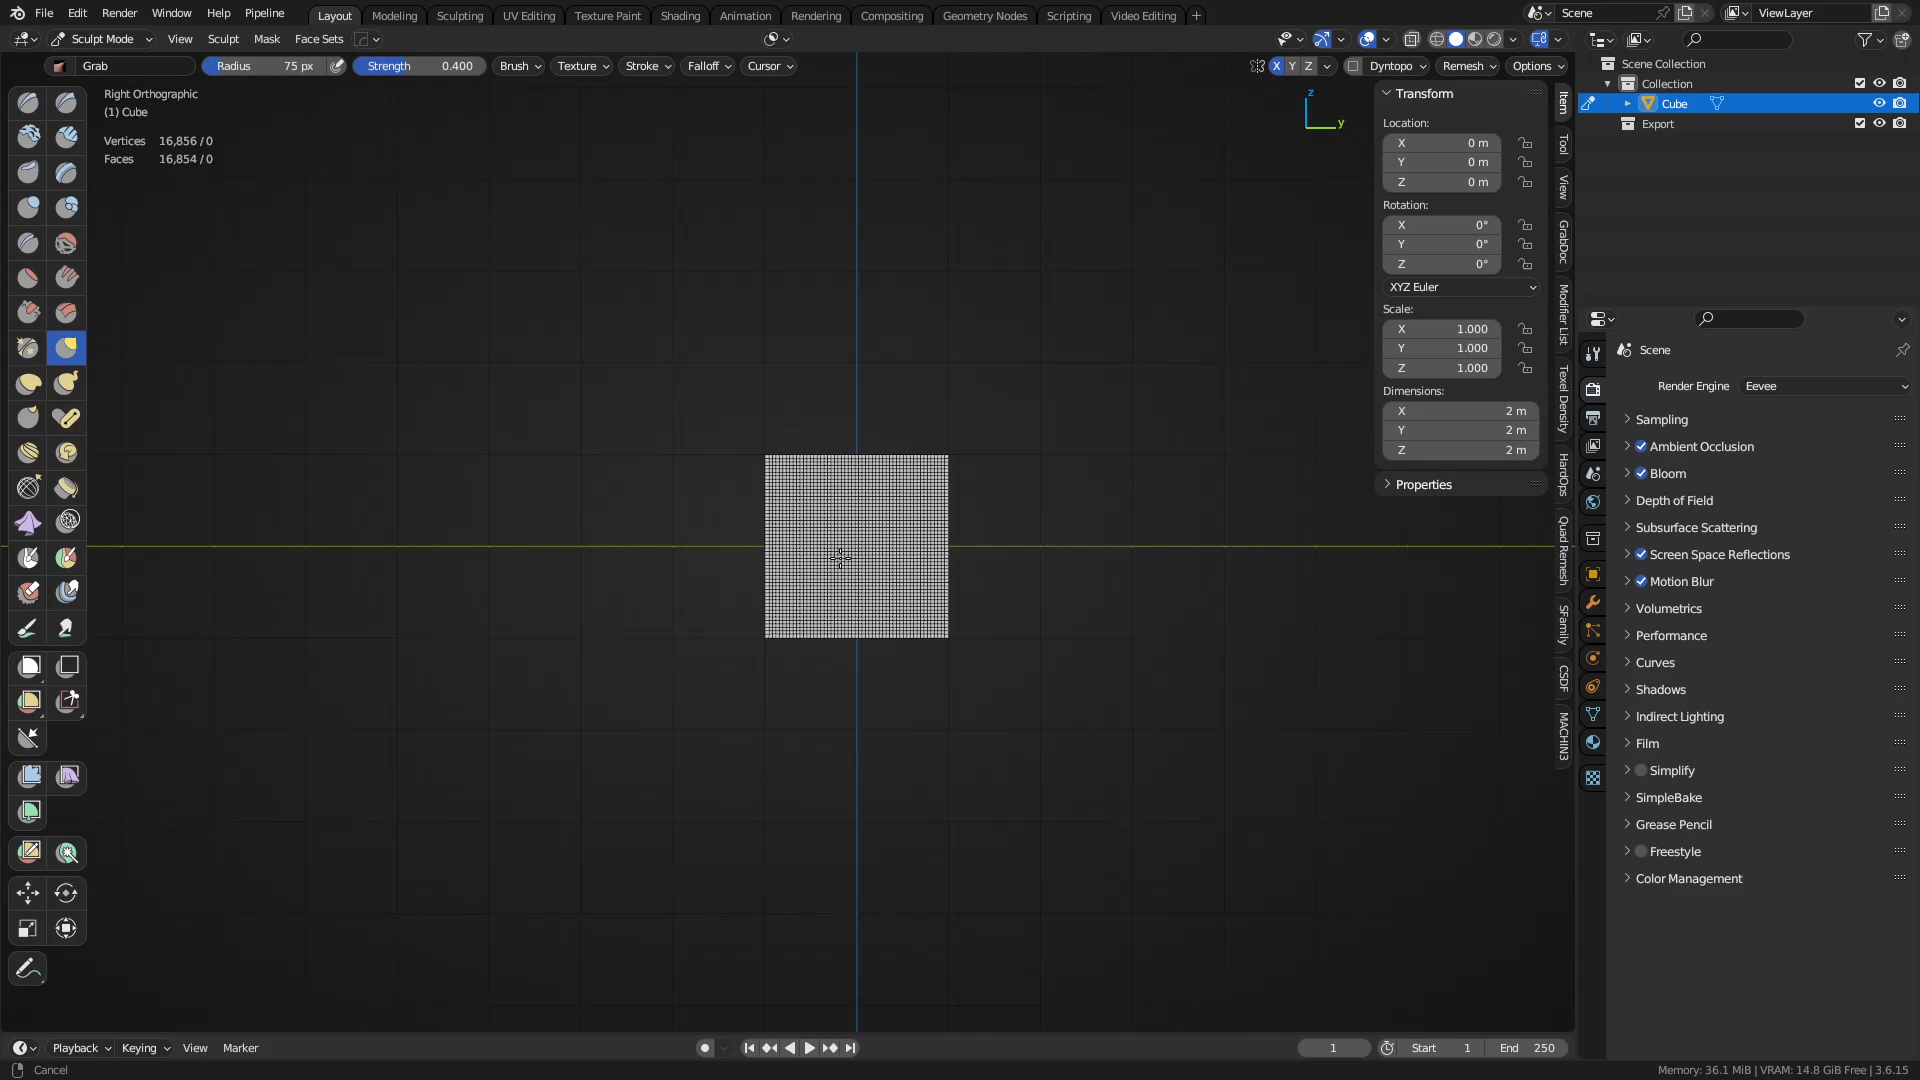 File Edit Render Window Help Pipeline Layout Modeling Sculpting UV Editing Texture Paint Shading Animation Rendering Compositing Geometry Nodes Scripting Video Editing + Scene ViewLayer
Sculpt Mode View Sculpt Mask Face Sets
Grab Radius 75 px Strength 0.400 Brush Texture Stroke Falloff Cursor X Y Z Dyntopo Remesh Options
Right Orthographic
(1) Cube
Vertices 16,856 / 0
Faces 16,854 / 0
z
y
Transform
Location:
X 0 m
Y 0 m
Z 0 m
Rotation:
X 0°
Y 0°
Z 0°
XYZ Euler
Scale:
X 1.000
Y 1.000
Z 1.000
Dimensions:
X 2 m
Y 2 m
Z 2 m
Properties
Item
Tool
View
GrabDoc
Modifier List
Texel Density
HardOps
Quad Remesh
SFamily
CSDF
MACHIN3
Scene Collection
Collection
Cube
Export
Scene
Render Engine Eevee
Sampling
Ambient Occlusion
Bloom
Depth of Field
Subsurface Scattering
Screen Space Reflections
Motion Blur
Volumetrics
Performance
Curves
Shadows
Indirect Lighting
Film
Simplify
SimpleBake
Grease Pencil
Freestyle
Color Management
Playback Keying View Marker 1 Start 1 End 250
Cancel Memory: 36.1 MiB | VRAM: 14.8 GiB Free | 3.6.15